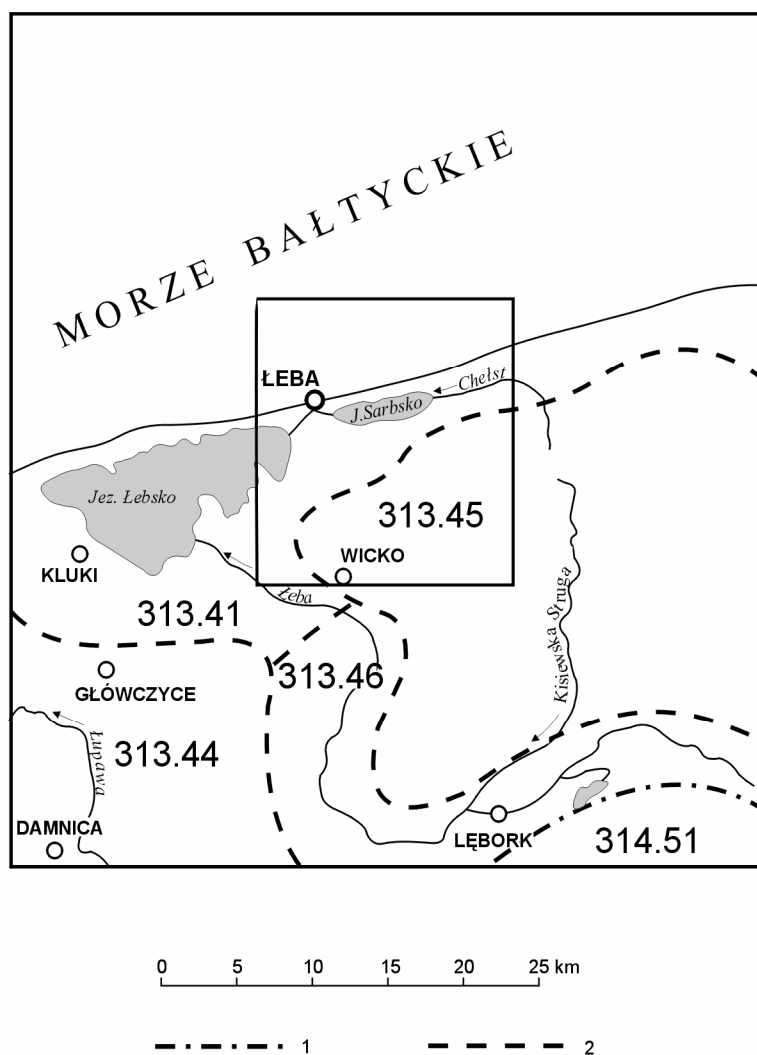 MORZE BAŁTYCKIE
ŁEBA
Chełst
J.Sarbsko
Jez. Łebsko
313.45
WICKO
KLUKI
Łeba
313.41
Kisiewska Struga
313.46
GŁÓWCZYCE
313.44
Łupawa
DAMNICA
LĘBORK
314.51
0 5 10 15 20 25 km
1 2